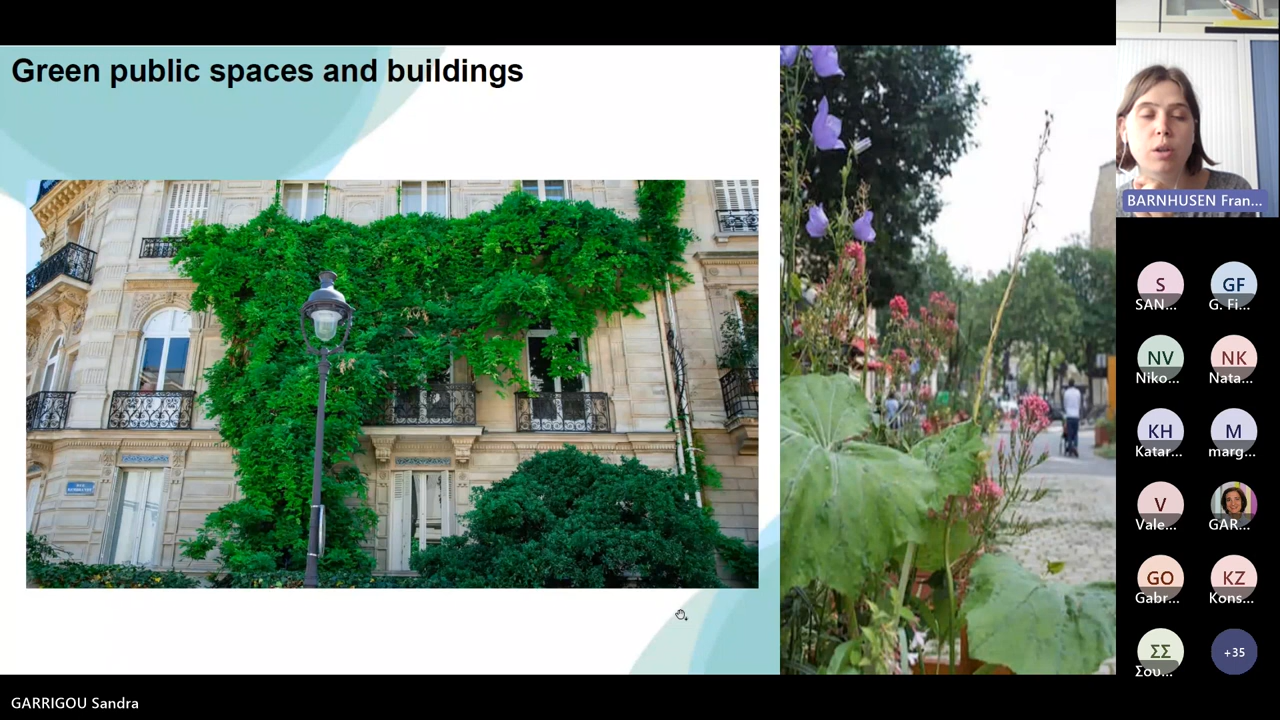 Green public spaces and buildings
BARNHUSEN Fran...
S
SAN...
GF
G. Fi...
NV
Niko...
NK
Nata...
KH
Katar...
M
marg...
V
Vale...
GAR...
GO
Gabr...
KZ
Kons...
ΣΣ
Σου...
+35
GARRIGOU Sandra